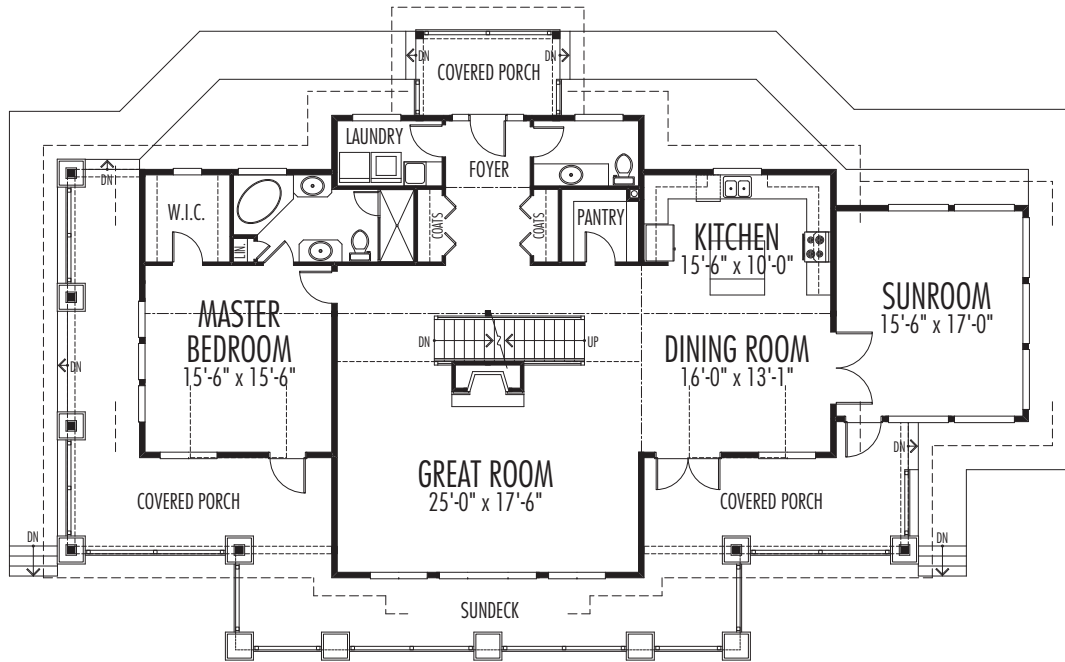 DN
DN
COVERED PORCH
LAUNDRY
FOYER
DN
W.I.C.
COATS
COATS
PANTRY
KITCHEN
15'-6" x 10'-0"
LIN.
SUNROOM
15'-6" x 17'-0"
MASTER
BEDROOM
15'-6" x 15'-6"
DN
UP
DINING ROOM
16'-0" x 13'-1"
DN
DN
GREAT ROOM
25'-0" x 17'-6"
COVERED PORCH
COVERED PORCH
DN
DN
SUNDECK